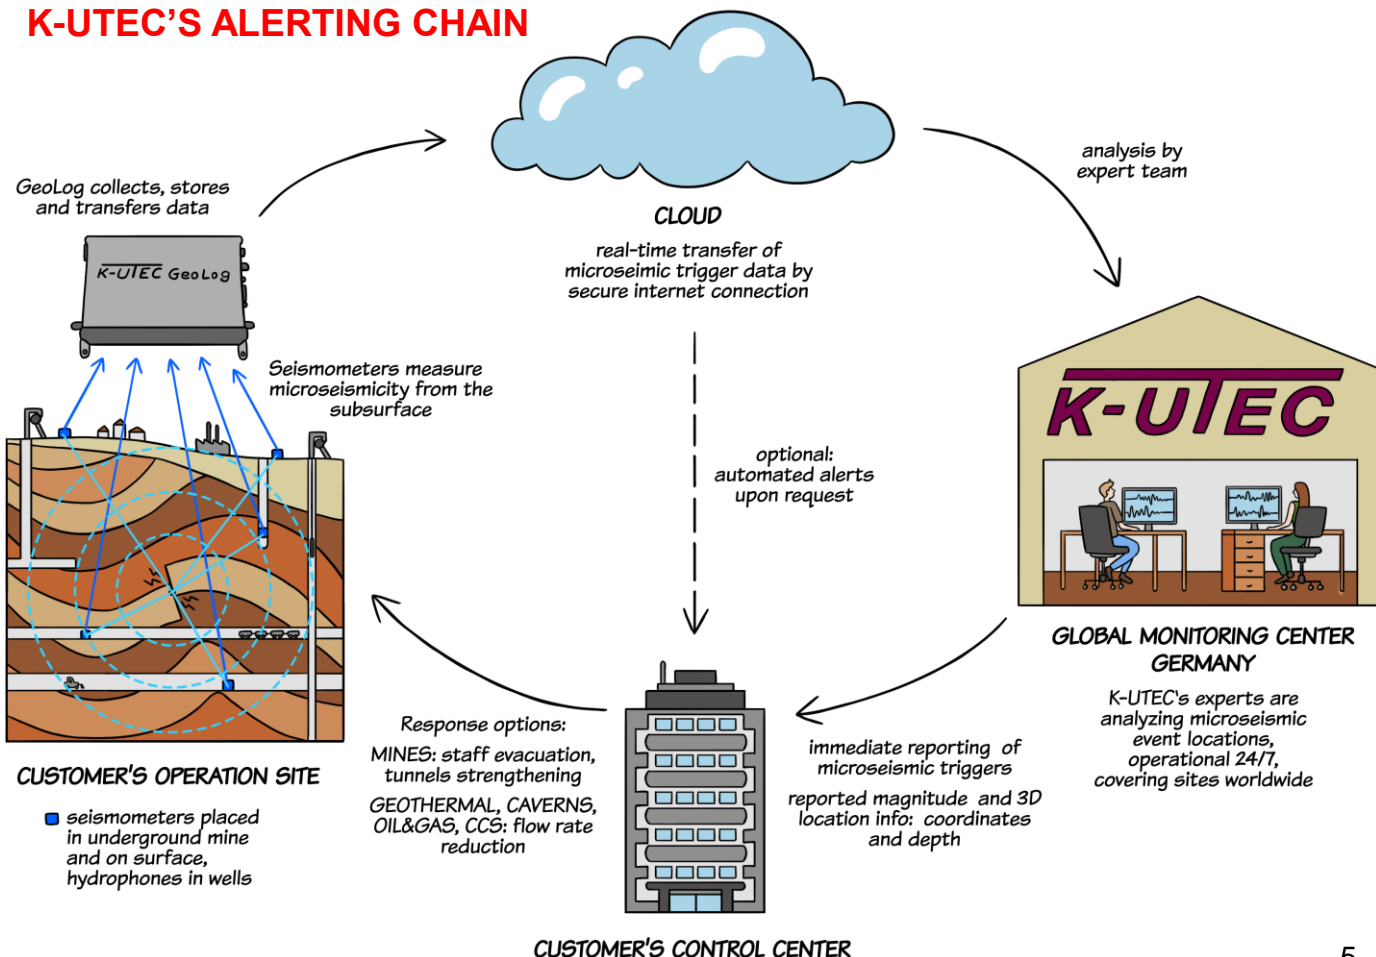 K-UTEC'S ALERTING CHAIN
GeoLog collects, stores
and transfers data
K-UTEC GeoLog
Seismometers measure
microseismicity from the
subsurface
CUSTOMER'S OPERATION SITE
seismometers placed
in underground mine
and on surface,
hydrophones in wells
CLOUD
real-time transfer of
microseimic trigger data by
secure internet connection
analysis by
expert team
optional:
automated alerts
upon request
K-UTEC
GLOBAL MONITORING CENTER
GERMANY
K-UTEC's experts are
analyzing microseismic
event locations,
operational 24/7,
covering sites worldwide
immediate reporting of
microseismic triggers
reported magnitude and 3D
location info: coordinates
and depth
Response options:
MINES: staff evacuation,
tunnels strengthening
GEOTHERMAL, CAVERNS,
OIL&GAS, CCS: flow rate
reduction
CUSTOMER'S CONTROL CENTER
5